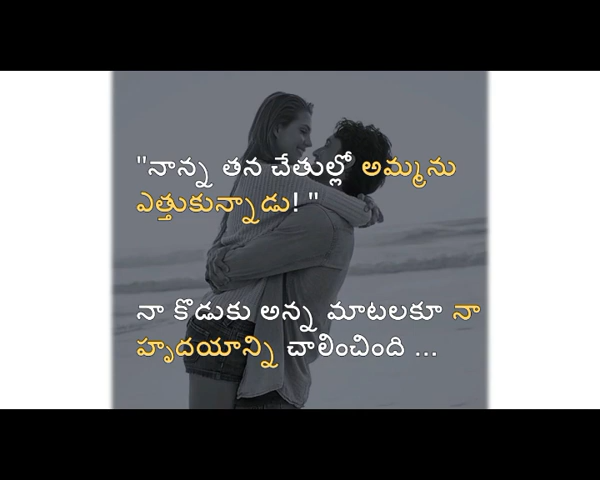 "నాన్న తన చేతుల్లో అమ్మను
ఎత్తుకున్నాడు! "
నా కొడుకు అన్న మాటలకూ నా
హృదయాన్ని చాలించింది ...